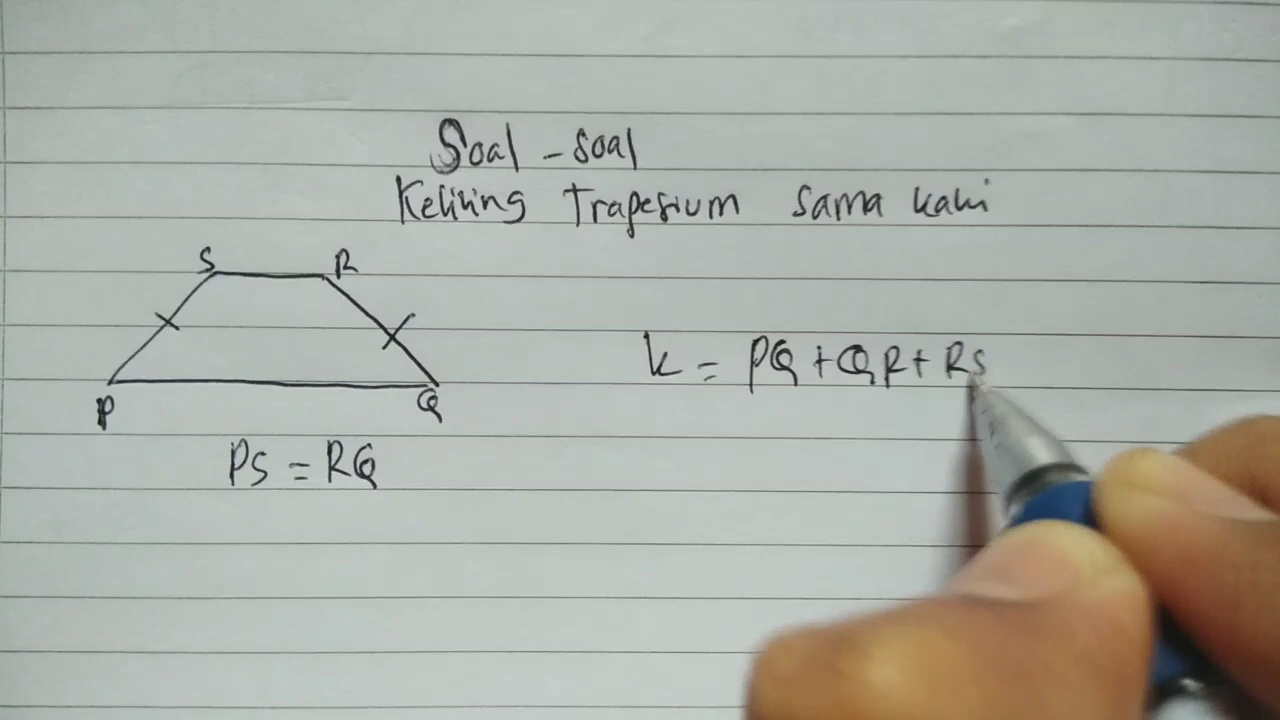 Soal - soal
Keliling Trapesium sama kaki
S R
P Q
PS = RQ
K = PQ + QR + RS